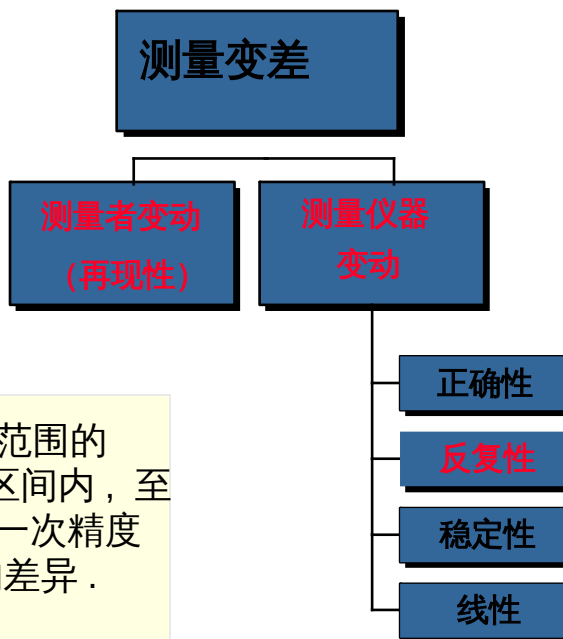 测量变差
测量者变动
（再现性）
测量仪器
变动
正确性
反复性
稳定性
线性
范围的
区间内 , 至
一次精度
差异 .